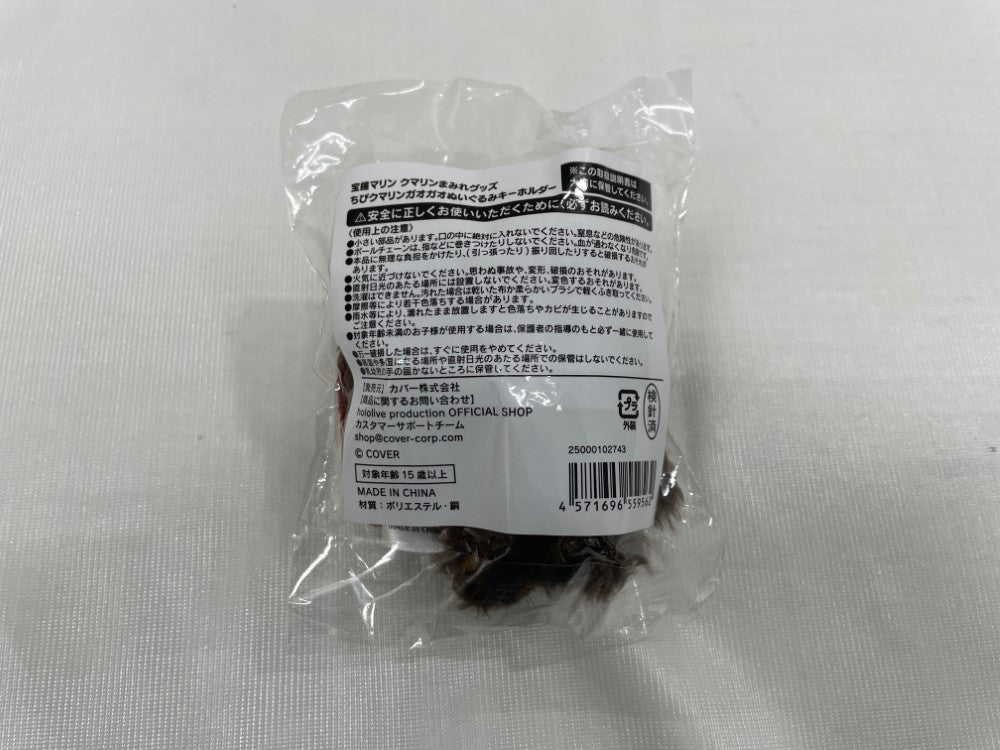 宝鐘マリン クマリンまみれグッズ
ちびクマリンガオガオぬいぐるみキーホルダー
※この取扱説明書は
大切に保管してください。
⚠安全に正しくお使いいただくために、必ずお読みください。
〈使用上の注意〉
●小さい部品があります。口の中に絶対に入れないでください。窒息などの危険性があります。
●ボールチェーンは、指などに巻きつけたりしないでください。血が通わなくなり危険です。
●本品に無理な負担をかけたり、(引っ張ったり)振り回したりすると破損するおそれが
あります。
●火気に近づけないでください。思わぬ事故や、変形、破損のおそれがあります。
●直射日光のあたる場所には設置しないでください。変色するおそれがあります。
●洗濯はできません。汚れた場合は乾いた布か柔らかいブラシで軽くふき取ってください。
●摩擦等により若干色落ちする場合があります。
●雨水等により、濡れたまま放置しますと色落ちやカビが生じることがありますので
ご注意ください。
●対象年齢未満のお子様が使用する場合は、保護者の指導のもと必ず一緒に使用して
ください。
●万一破損した場合は、すぐに使用をやめてください。
●高温や多湿になる場所や直射日光のあたる場所での保管はしないでください。
●乳幼児の手の届かないところに保管してください。
【発売元】カバー株式会社
【商品に関するお問い合わせ】
hololive production OFFICIAL SHOP
カスタマーサポートチーム
shop@cover-corp.com
© COVER
対象年齢15歳以上
MADE IN CHINA
材質：ポリエステル・銅
プラ
外装
検針済
25000102743
4 571696 559562
MADE IN CHIN